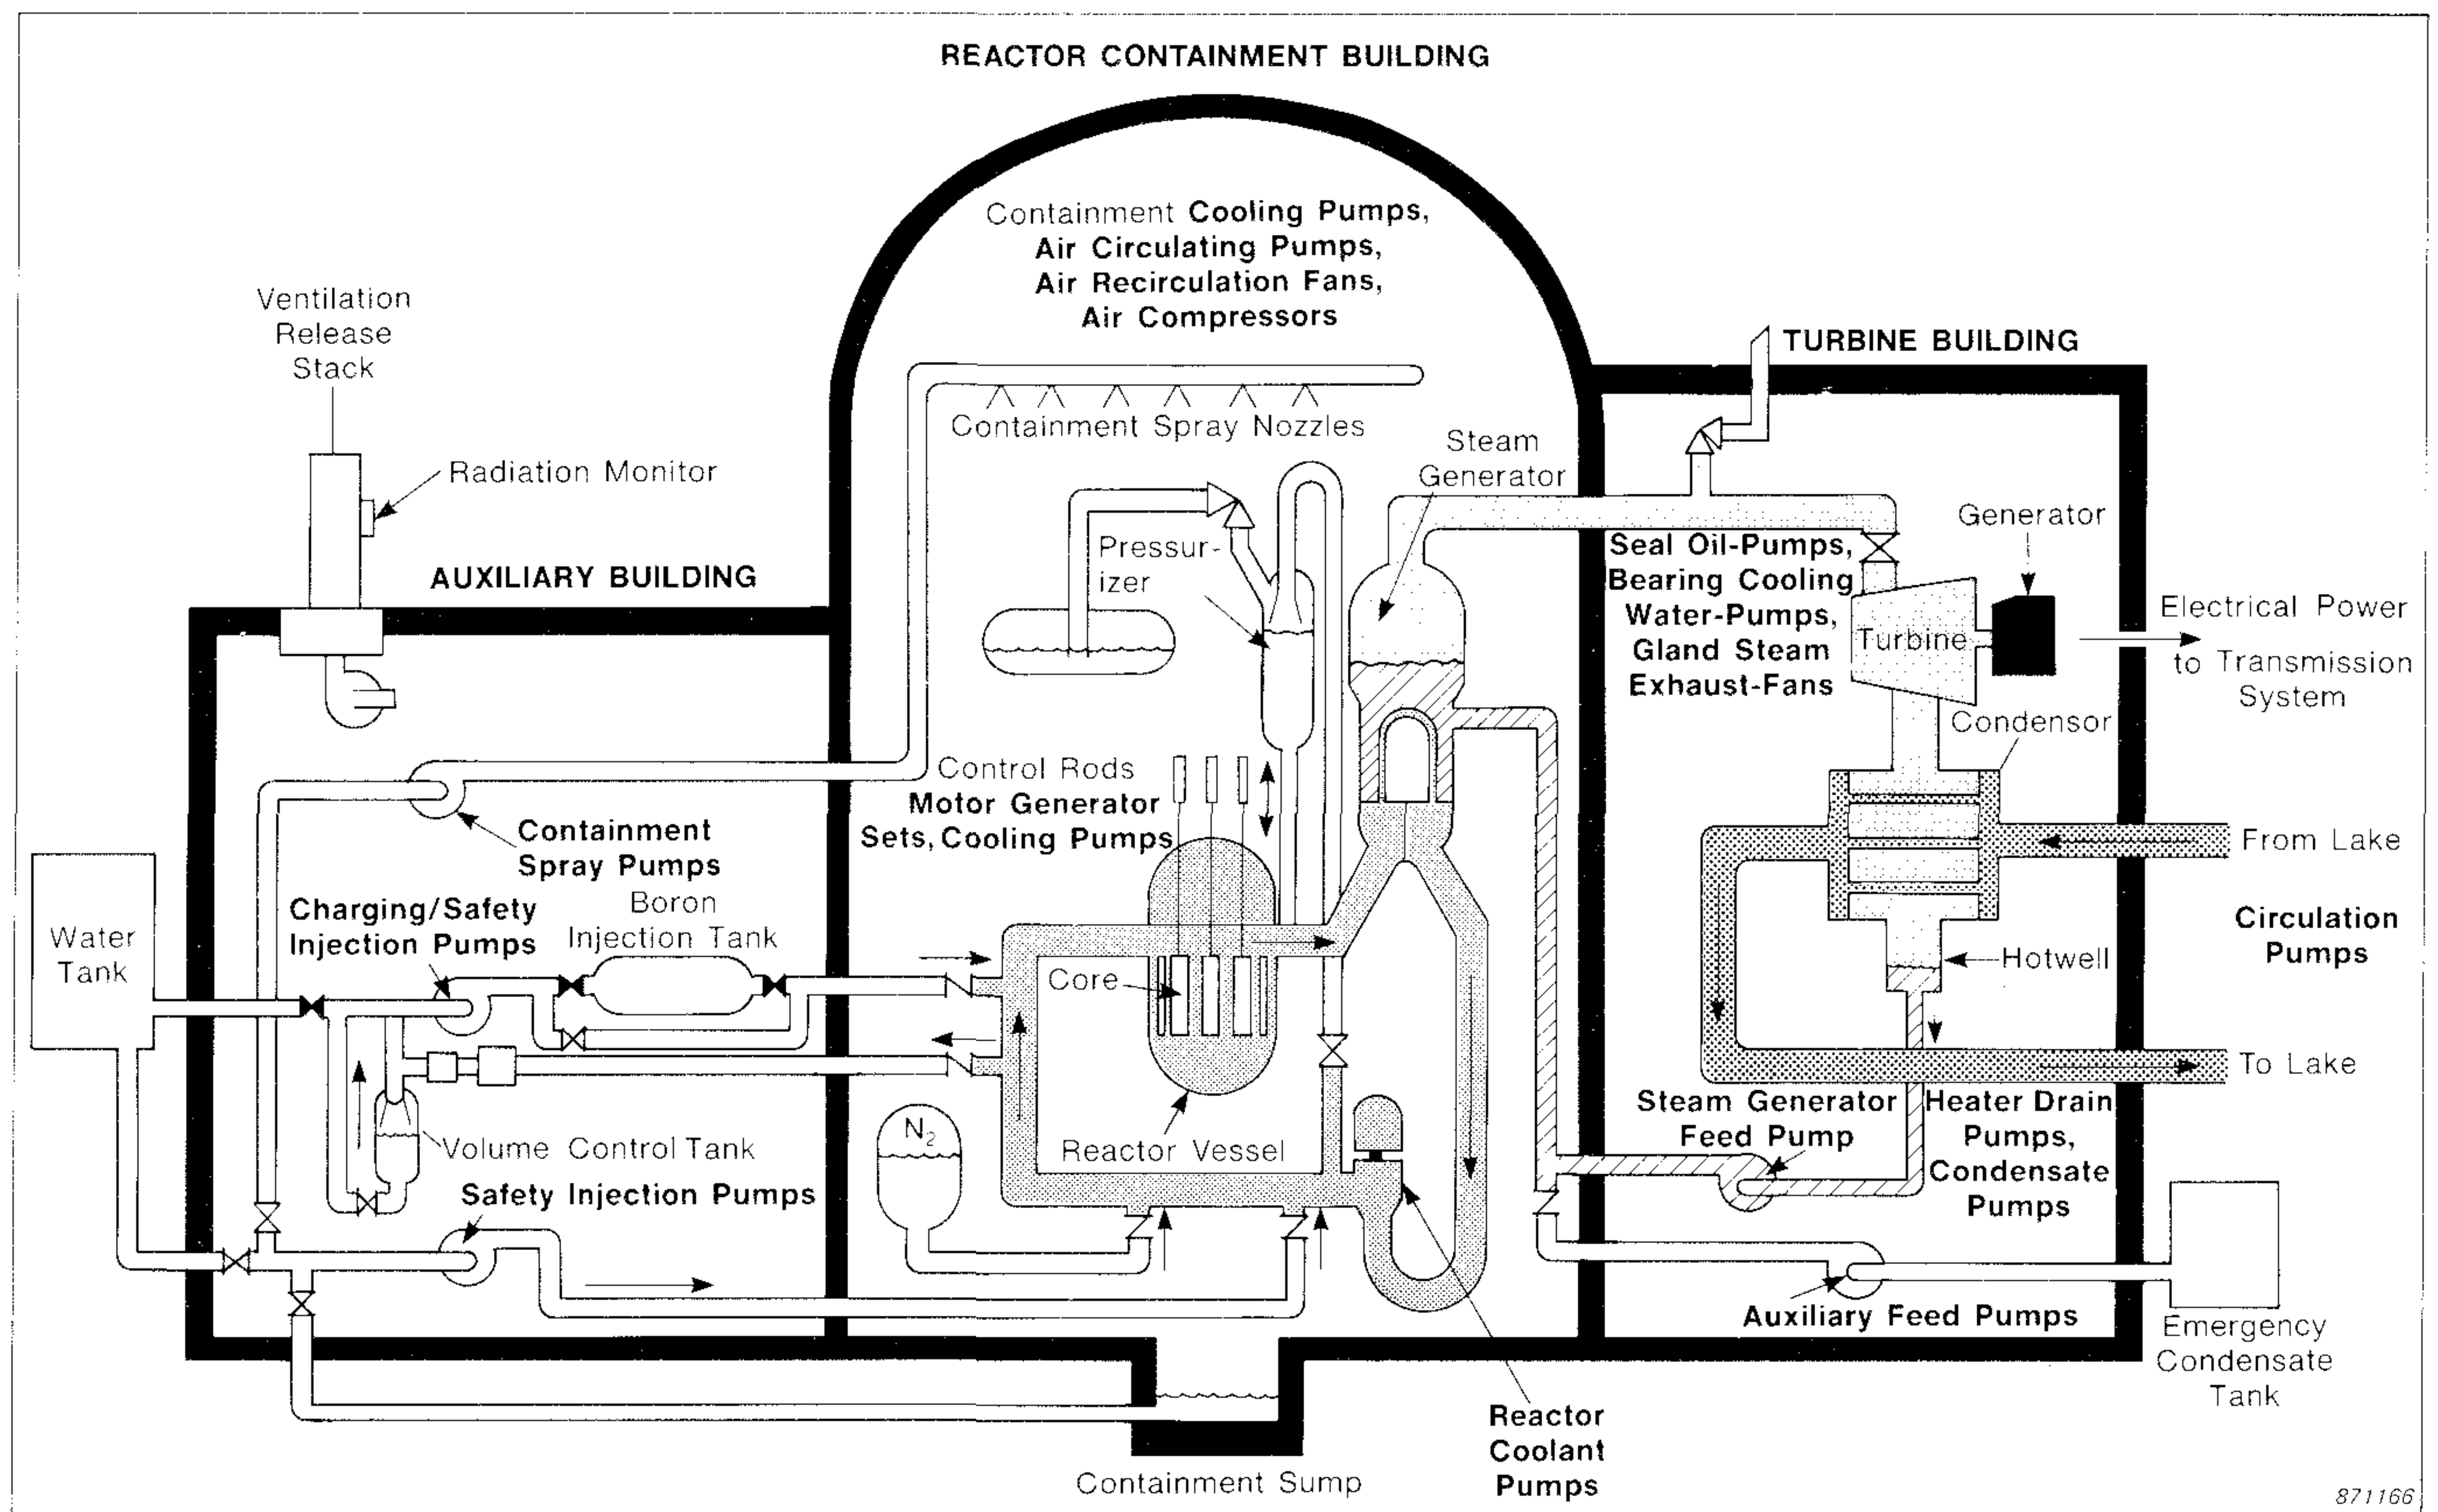 REACTOR CONTAINMENT BUILDING
Containment Cooling Pumps,
Air Circulating Pumps,
Air Recirculation Fans,
Air Compressors
Ventilation
Release
Stack
TURBINE BUILDING
Containment Spray Nozzles
Steam
Generator
Radiation Monitor
Generator
Pressur-
izer
Seal Oil-Pumps,
Bearing Cooling
Water-Pumps,
Gland Steam
Exhaust-Fans
AUXILIARY BUILDING
Turbine
Electrical Power
to Transmission
System
Condensor
Control Rods
Motor Generator
Sets, Cooling Pumps
Containment
Spray Pumps
From Lake
Charging/Safety
Injection Pumps
Boron
Injection Tank
Water
Tank
Circulation
Pumps
Hotwell
Core
To Lake
N2
Reactor Vessel
Volume Control Tank
Safety Injection Pumps
Steam Generator
Feed Pump
Heater Drain
Pumps,
Condensate
Pumps
Auxiliary Feed Pumps
Emergency
Condensate
Tank
Reactor
Coolant
Pumps
Containment Sump
871166